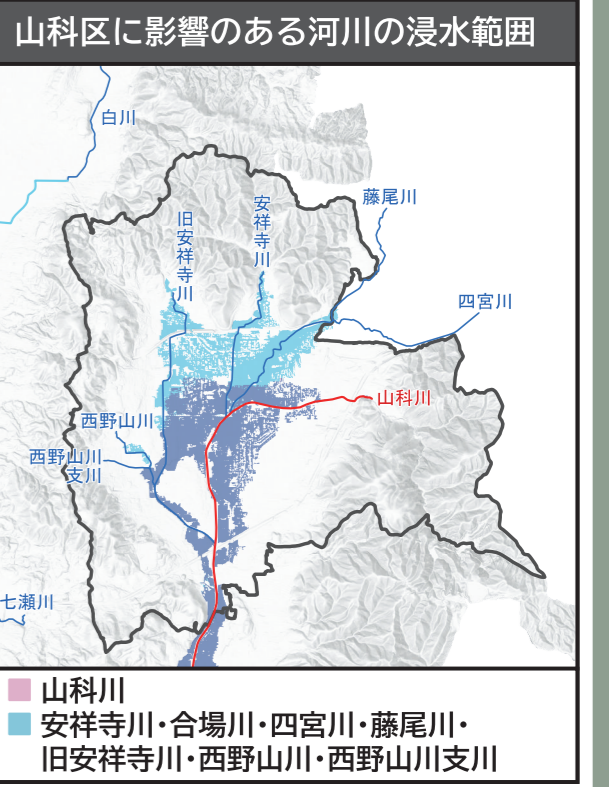 山科区に影響のある河川の浸水範囲
白川
藤尾川
安祥寺川
旧安祥寺川
四宮川
山科川
西野山川
西野山川
支川
七瀬川
山科川
安祥寺川・合場川・四宮川・藤尾川・
旧安祥寺川・西野山川・西野山川支川